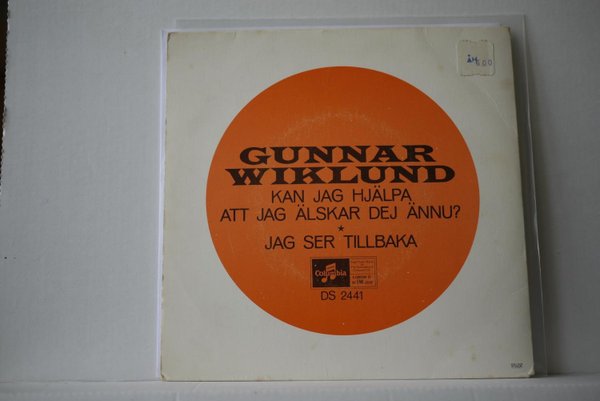 GUNNAR
WIKLUND
KAN JAG HJÄLPA
ATT JAG ÄLSKAR DEJ ÄNNU?
*
JAG SER TILLBAKA
Columbia
DS 2441